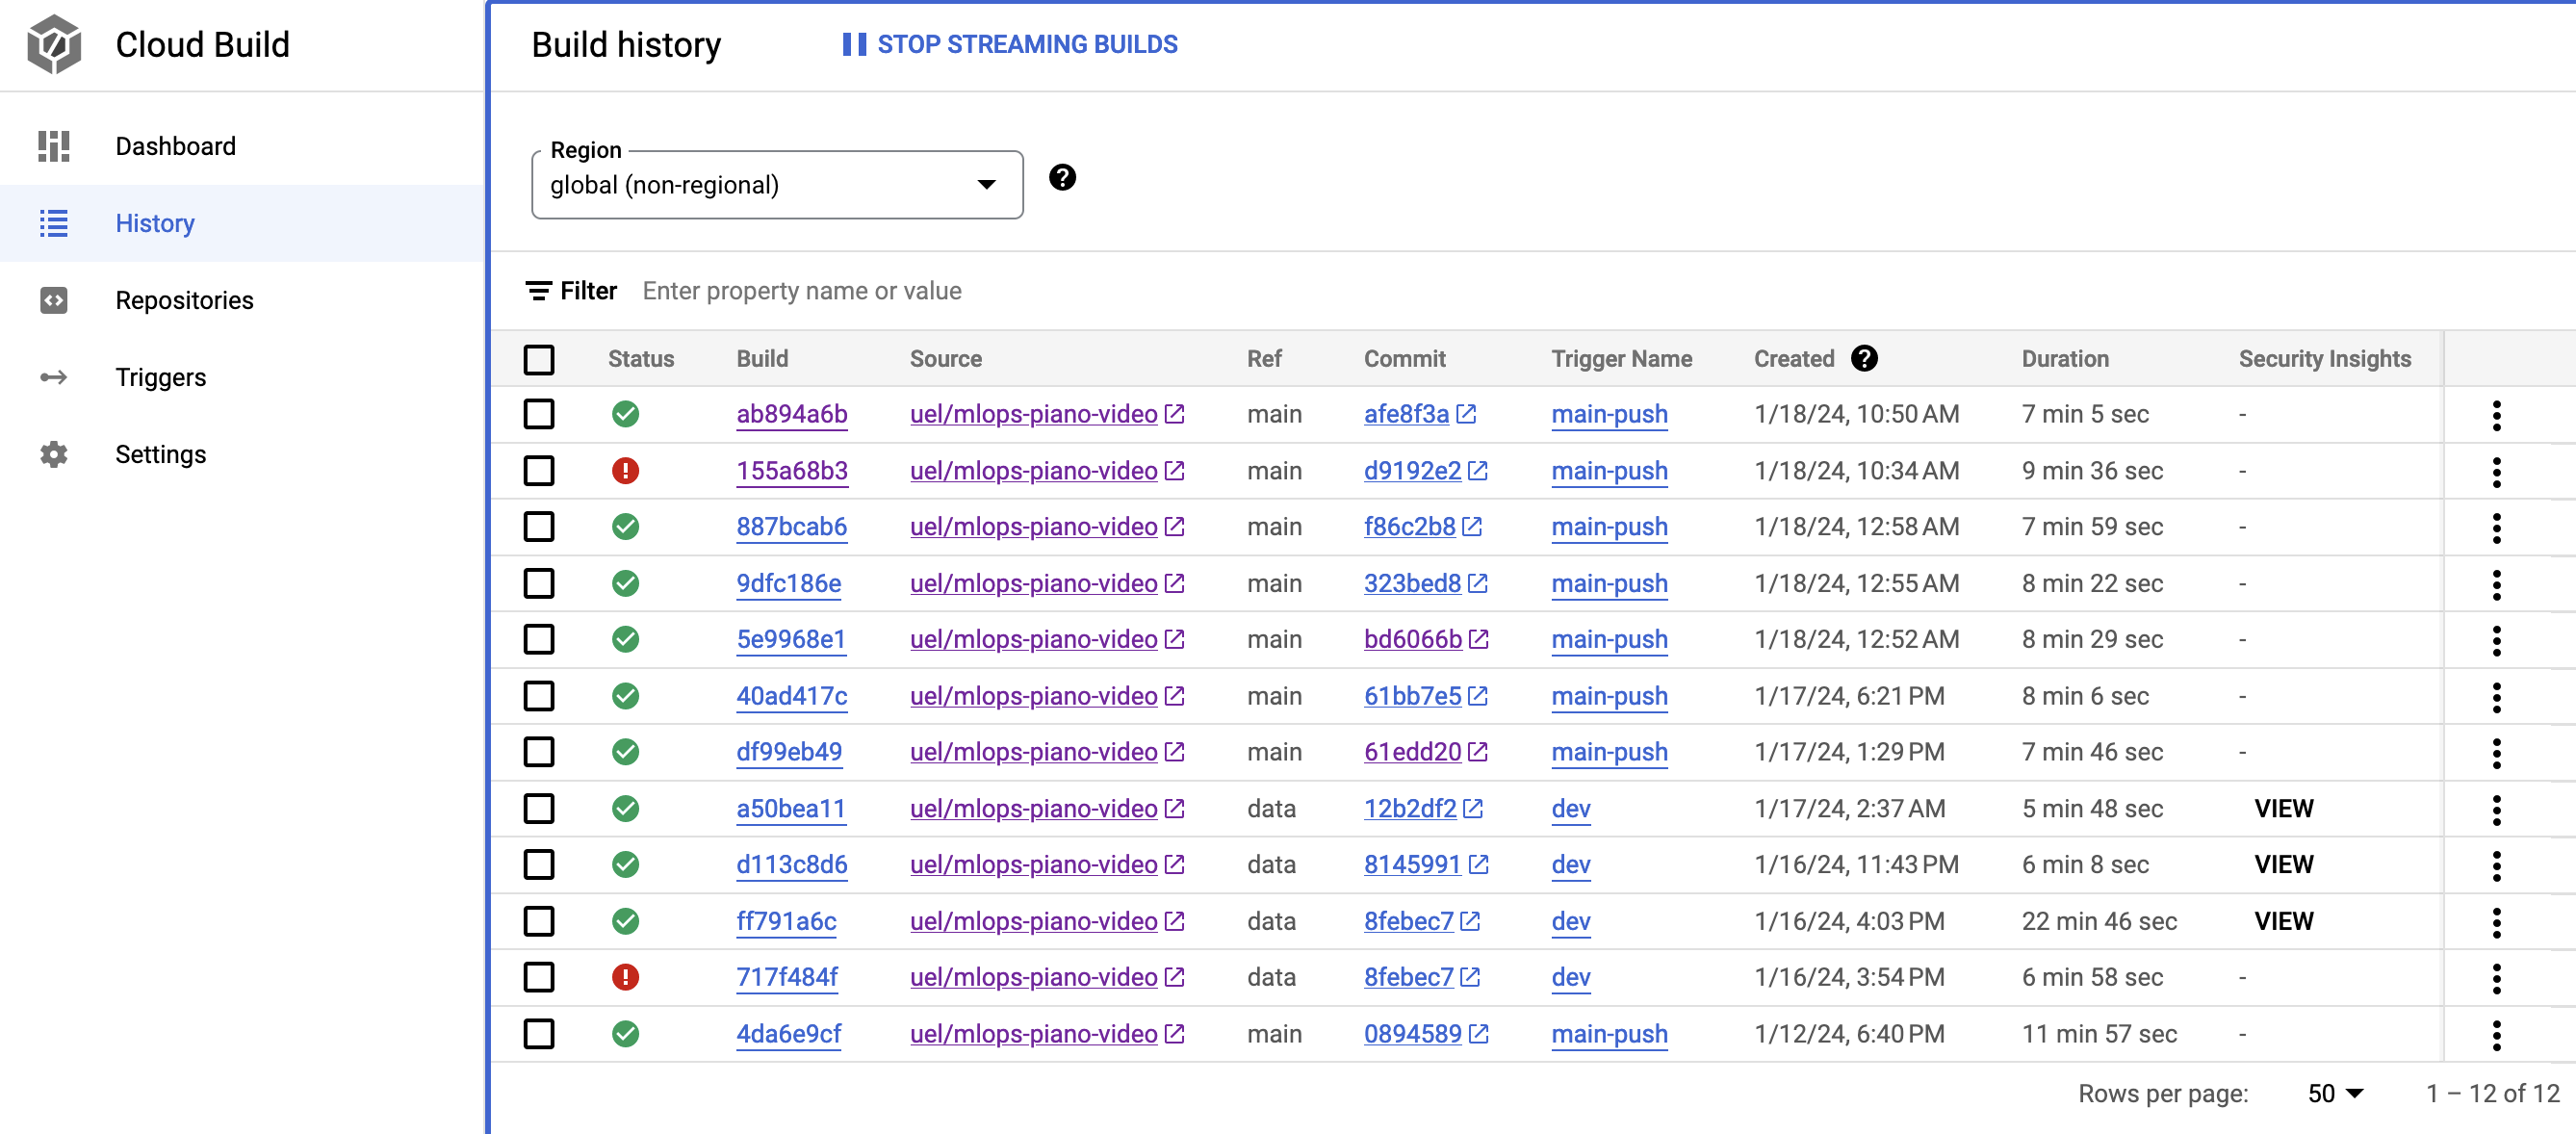 Cloud Build
Dashboard
History
Repositories
Triggers
Settings
Build history
STOP STREAMING BUILDS
Region
global (non-regional)
?
Filter Enter property name or value
Status Build Source Ref Commit Trigger Name Created ? Duration Security Insights
ab894a6b uel/mlops-piano-video main afe8f3a main-push 1/18/24, 10:50 AM 7 min 5 sec -
155a68b3 uel/mlops-piano-video main d9192e2 main-push 1/18/24, 10:34 AM 9 min 36 sec -
887bcab6 uel/mlops-piano-video main f86c2b8 main-push 1/18/24, 12:58 AM 7 min 59 sec -
9dfc186e uel/mlops-piano-video main 323bed8 main-push 1/18/24, 12:55 AM 8 min 22 sec -
5e9968e1 uel/mlops-piano-video main bd6066b main-push 1/18/24, 12:52 AM 8 min 29 sec -
40ad417c uel/mlops-piano-video main 61bb7e5 main-push 1/17/24, 6:21 PM 8 min 6 sec -
df99eb49 uel/mlops-piano-video main 61edd20 main-push 1/17/24, 1:29 PM 7 min 46 sec -
a50bea11 uel/mlops-piano-video data 12b2df2 dev 1/17/24, 2:37 AM 5 min 48 sec VIEW
d113c8d6 uel/mlops-piano-video data 8145991 dev 1/16/24, 11:43 PM 6 min 8 sec VIEW
ff791a6c uel/mlops-piano-video data 8febec7 dev 1/16/24, 4:03 PM 22 min 46 sec VIEW
717f484f uel/mlops-piano-video data 8febec7 dev 1/16/24, 3:54 PM 6 min 58 sec -
4da6e9cf uel/mlops-piano-video main 0894589 main-push 1/12/24, 6:40 PM 11 min 57 sec -
Rows per page: 50 1 – 12 of 12